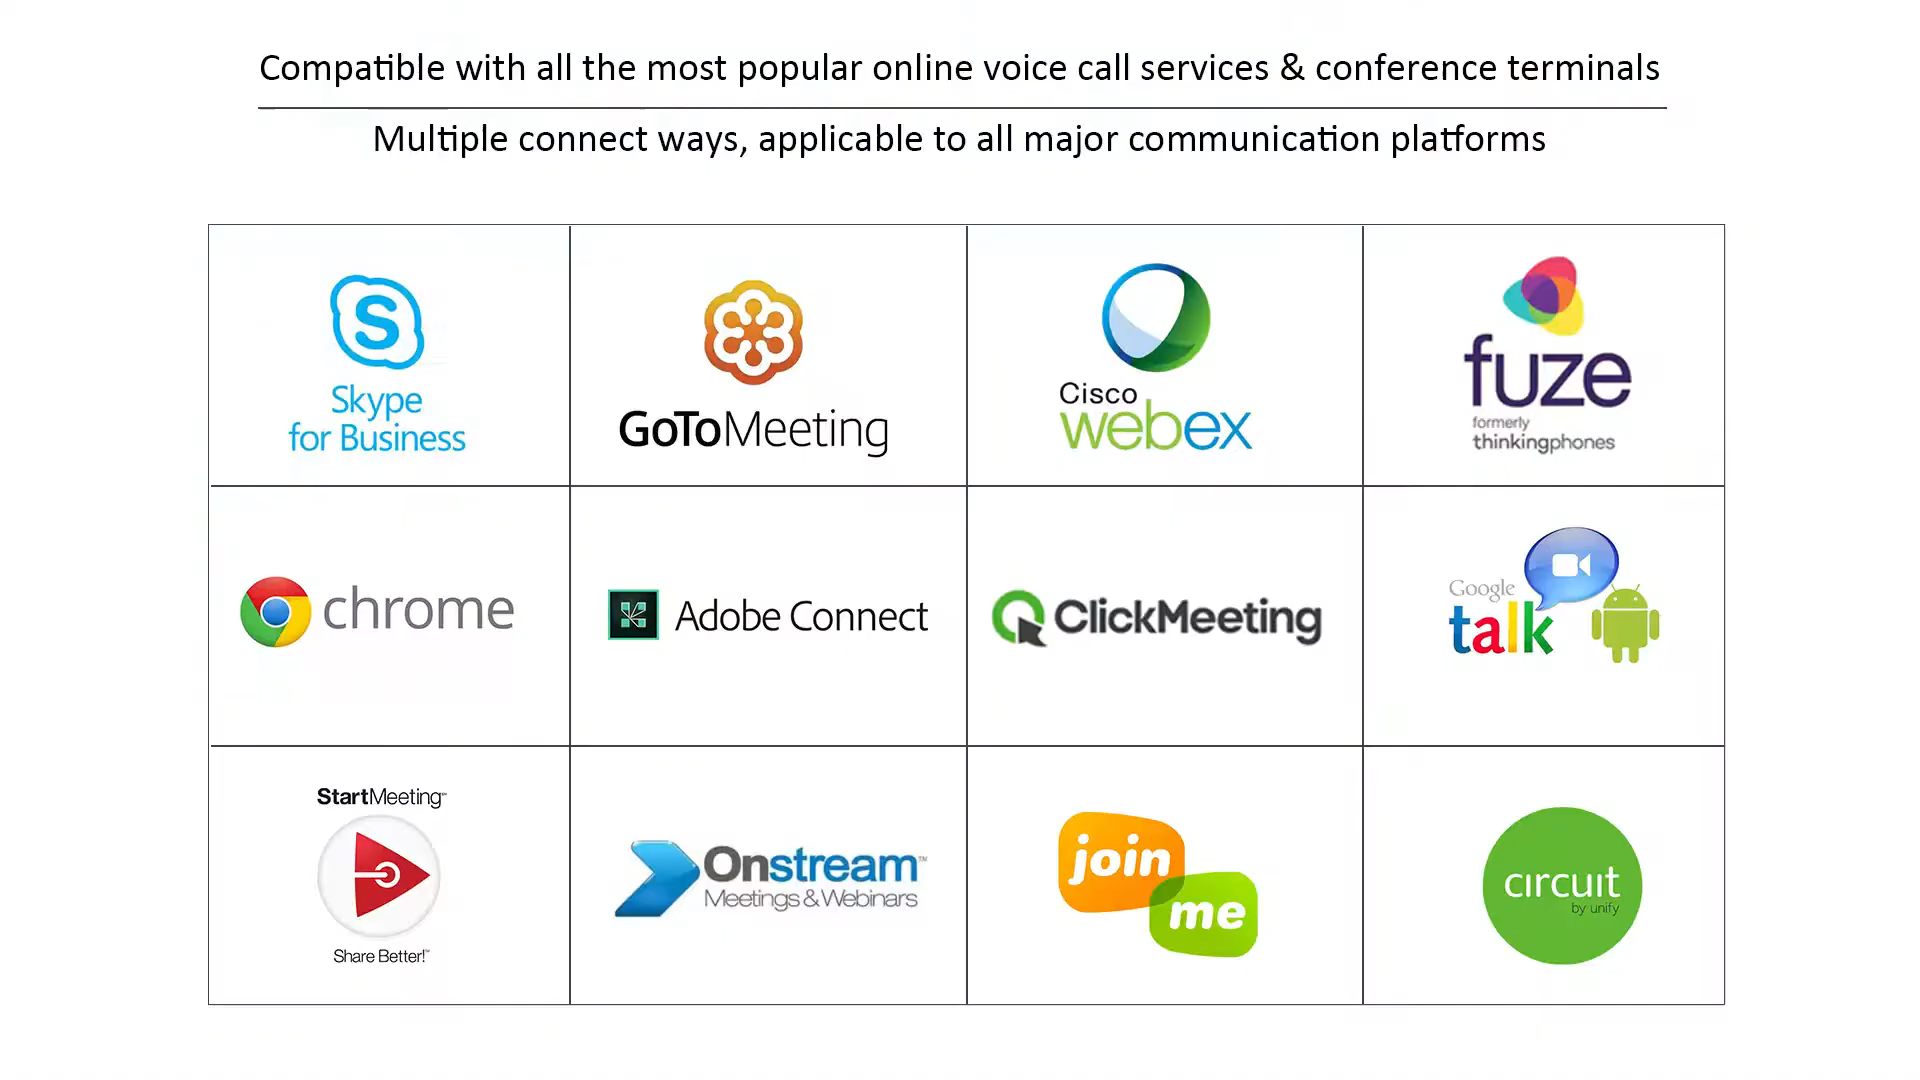 Compatible with all the most popular online voice call services & conference terminals
Multiple connect ways, applicable to all major communication platforms
Skype
for Business
GoToMeeting
Cisco
webex
fuze
formerly
thinkingphones
chrome
Adobe Connect
ClickMeeting
Google
talk
StartMeeting
Share Better!
Onstream™
Meetings & Webinars
join
me
circuit
by unify